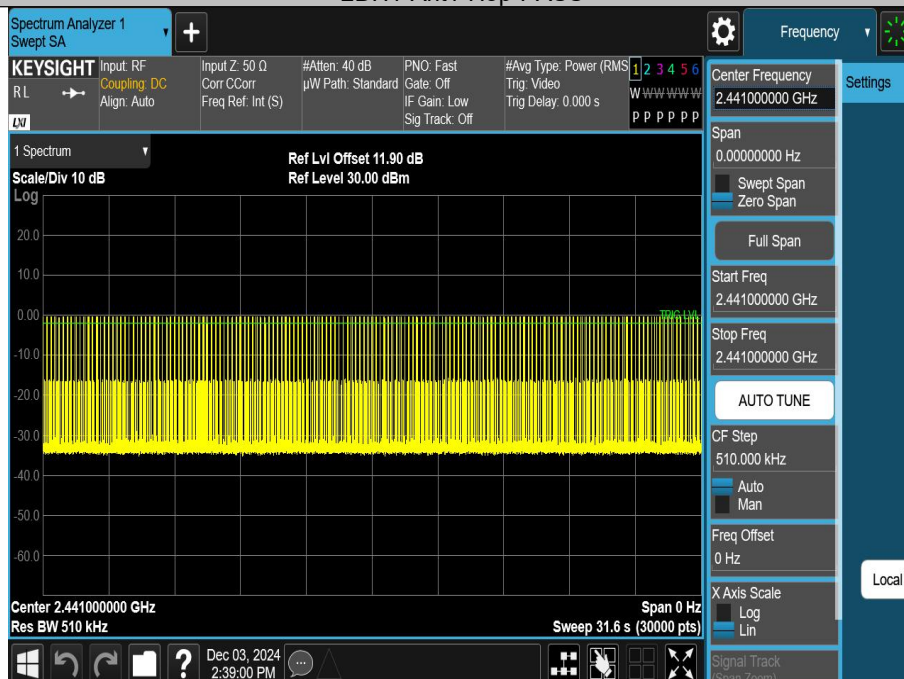 Spectrum Analyzer 1
Swept SA
+
Frequency
KEYSIGHT
RL
LXI
Input: RF
Coupling: DC
Align: Auto
Input Z: 50 Ω
Corr CCorr
Freq Ref: Int (S)
#Atten: 40 dB
µW Path: Standard
PNO: Fast
Gate: Off
IF Gain: Low
Sig Track: Off
#Avg Type: Power (RMS
Trig: Video
Trig Delay: 0.000 s
1 2 3 4 5 6
W W W W W W
P P P P P P
1 Spectrum
Scale/Div 10 dB
Ref Lvl Offset 11.90 dB
Ref Level 30.00 dBm
Log
20.0
10.0
0.00
-10.0
-20.0
-30.0
-40.0
-50.0
-60.0
TRIG LVL
Center 2.441000000 GHz
Res BW 510 kHz
Span 0 Hz
Sweep 31.6 s (30000 pts)
Dec 03, 2024
2:39:00 PM
Center Frequency
2.441000000 GHz
Span
0.00000000 Hz
Swept Span
Zero Span
Full Span
Start Freq
2.441000000 GHz
Stop Freq
2.441000000 GHz
AUTO TUNE
CF Step
510.000 kHz
Auto
Man
Freq Offset
0 Hz
X Axis Scale
Log
Lin
Signal Track
(Span Zoom)
Settings
Local